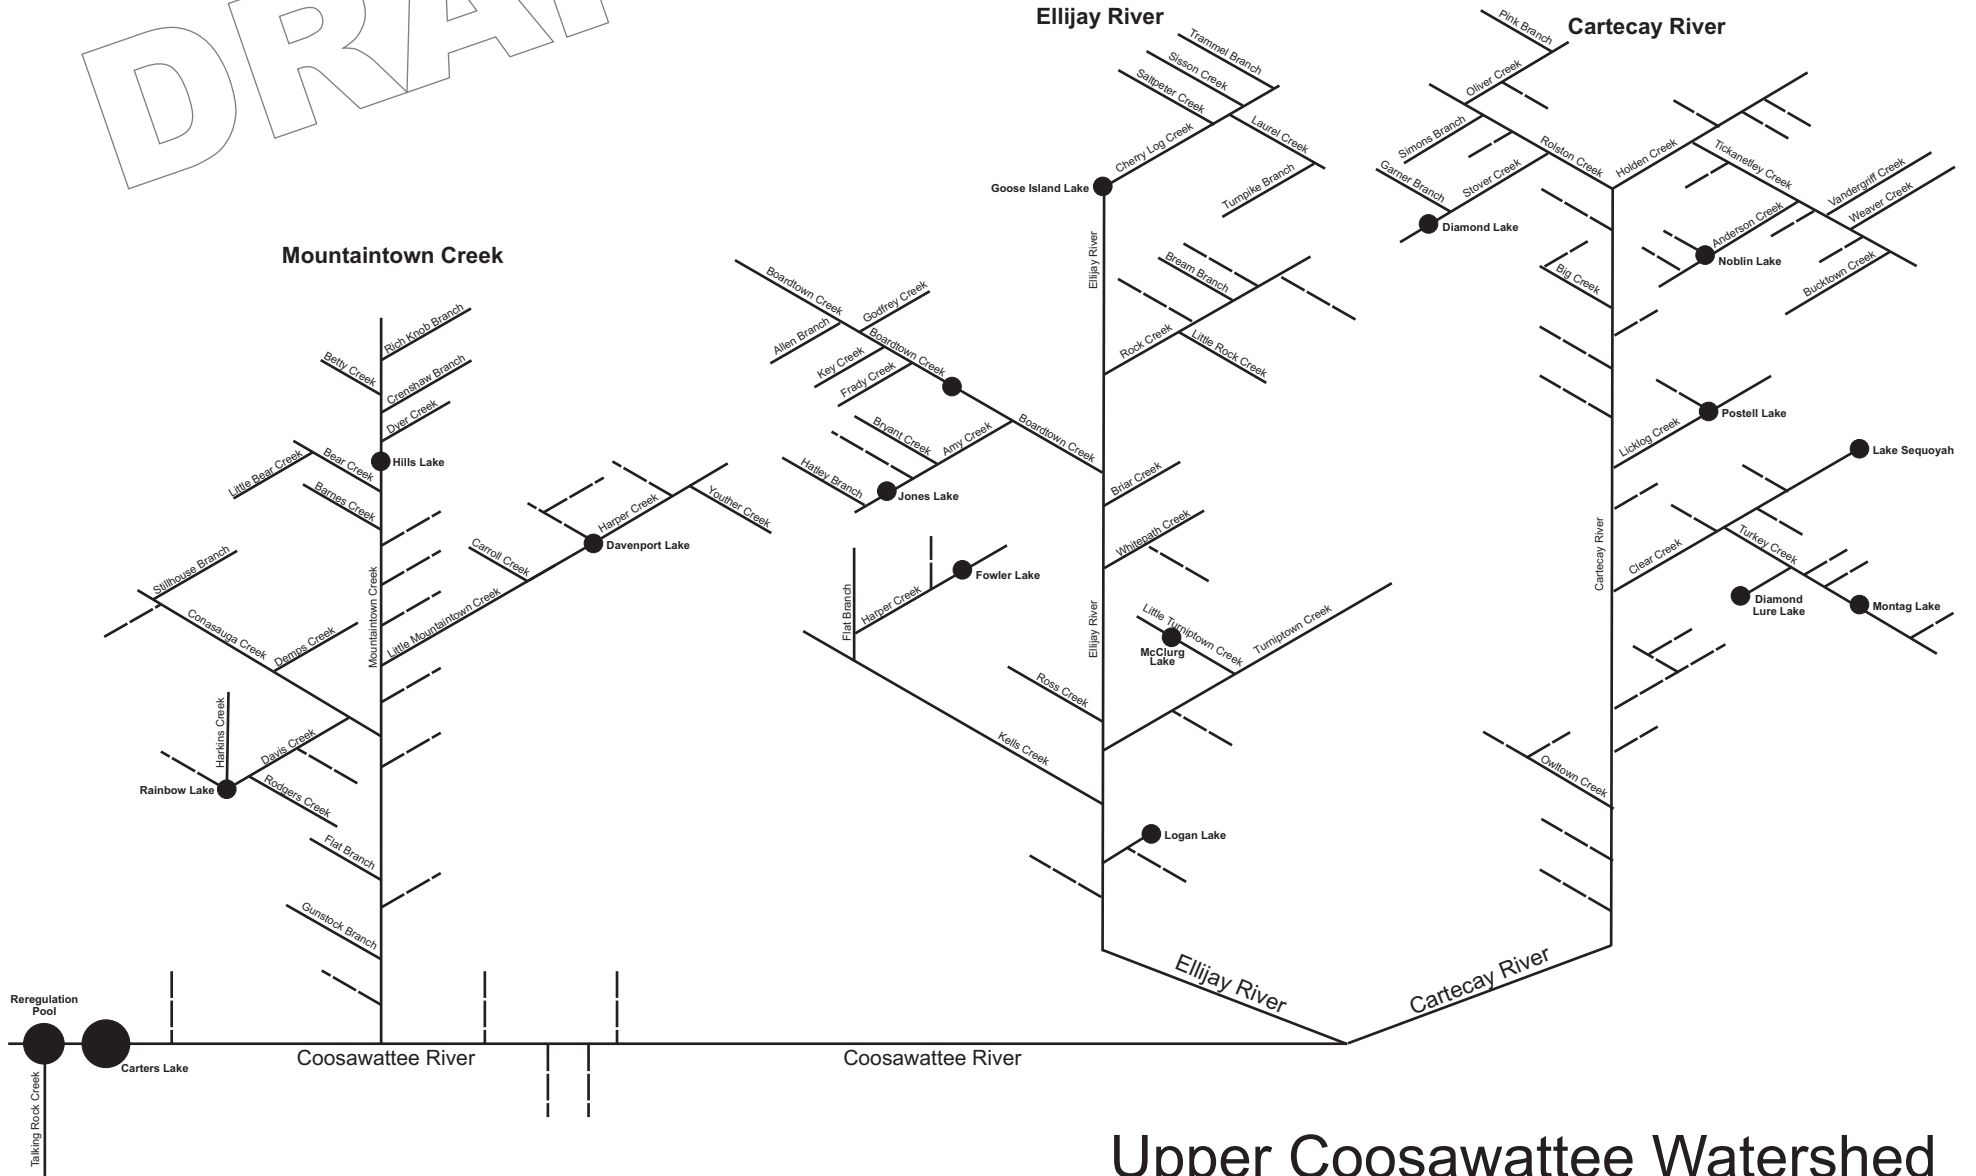 DRAF
Ellijay River
Cartecay River
Mountaintown Creek
Pink Branch
Trammel Branch
Sisson Creek
Saltpeter Creek
Oliver Creek
Cherry Log Creek
Laurel Creek
Turnpike Branch
Goose Island Lake
Simons Branch
Rolston Creek
Holden Creek
Tickanetley Creek
Garner Branch
Stover Creek
Diamond Lake
Vandergriff Creek
Weaver Creek
Anderson Creek
Noblin Lake
Bucktown Creek
Ellijay River
Bream Branch
Big Creek
Boardtown Creek
Godfrey Creek
Allen Branch
Boardtown Creek
Key Creek
Frady Creek
Rock Creek
Little Rock Creek
Rich Knob Branch
Betty Creek
Crenshaw Branch
Dyer Creek
Hills Lake
Little Bear Creek
Bear Creek
Barnes Creek
Bryant Creek
Amy Creek
Boardtown Creek
Hatley Branch
Jones Lake
Briar Creek
Whitepath Creek
Postell Lake
Licklog Creek
Lake Sequoyah
Harper Creek
Youther Creek
Davenport Lake
Carroll Creek
Little Mountaintown Creek
Mountaintown Creek
Stillhouse Branch
Conasauga Creek
Demps Creek
Fowler Lake
Harper Creek
Flat Branch
Ellijay River
Little Turniptown Creek
McClurg
Lake
Turniptown Creek
Cartecay River
Clear Creek
Turkey Creek
Diamond
Lure Lake
Montag Lake
Ross Creek
Kells Creek
Harkins Creek
Davis Creek
Rainbow Lake
Rodgers Creek
Owltown Creek
Logan Lake
Flat Branch
Gunstock Branch
Ellijay River
Cartecay River
Reregulation
Pool
Carters Lake
Coosawattee River
Coosawattee River
Talking Rock Creek
Upper Coosawattee Watershed